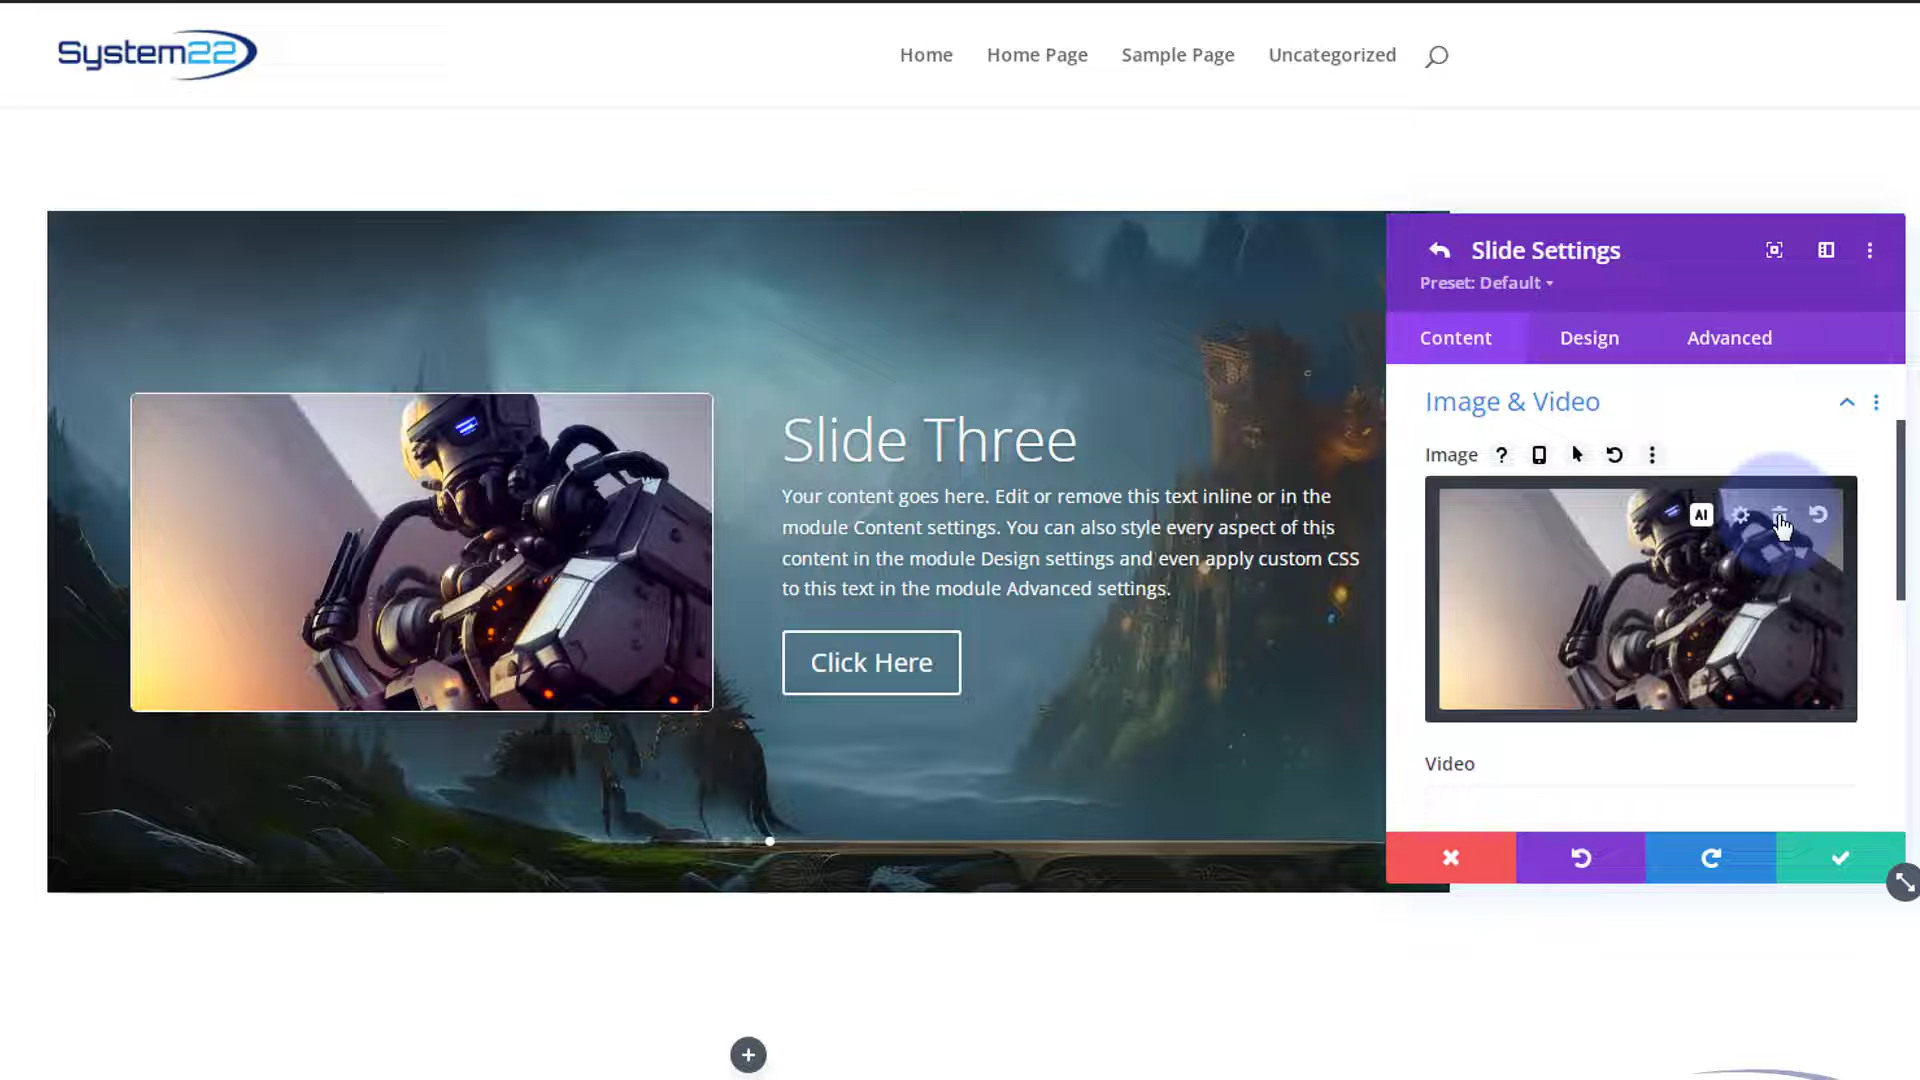 System22
Home
Home Page
Sample Page
Uncategorized
Slide Settings
Preset: Default
Content
Design
Advanced
Image & Video
Image
?
AI
Video
Slide Three
Your content goes here. Edit or remove this text inline or in the
module Content settings. You can also style every aspect of this
content in the module Design settings and even apply custom CSS
to this text in the module Advanced settings.
Click Here